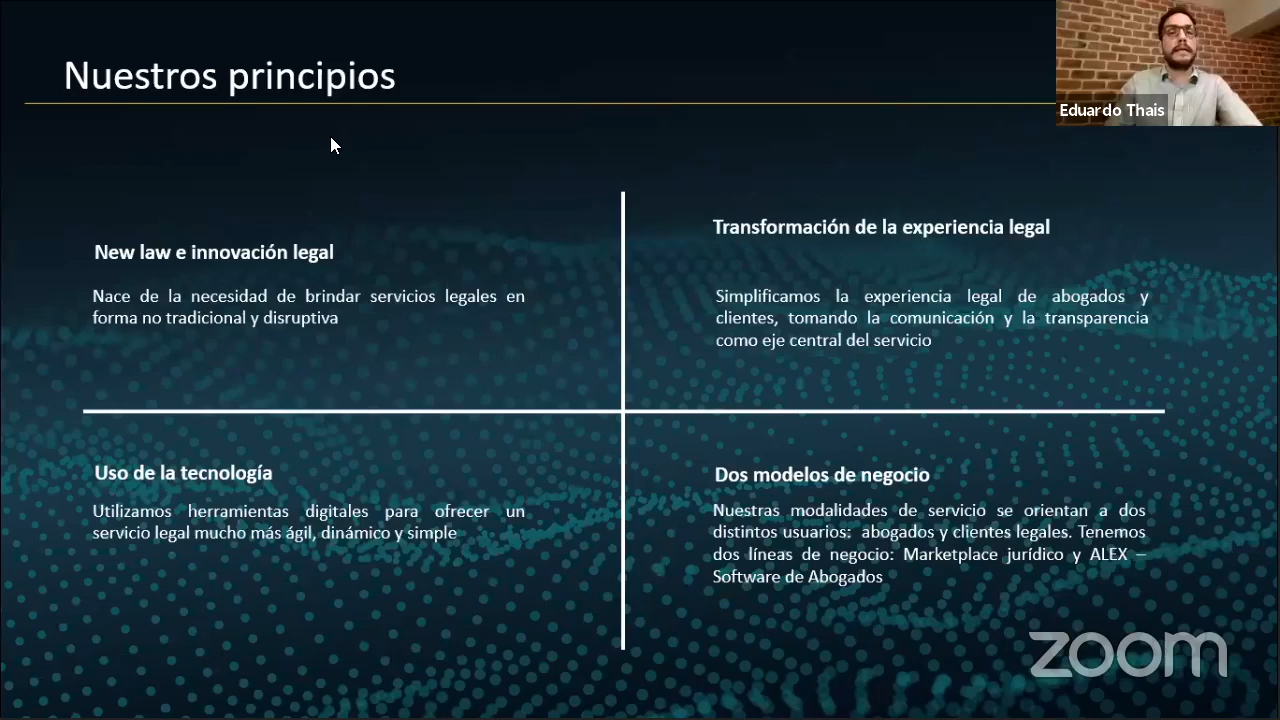 Nuestros principios
Eduardo Thais
New law e innovación legal
Nace de la necesidad de brindar servicios legales en
forma no tradicional y disruptiva
Transformación de la experiencia legal
Simplificamos la experiencia legal de abogados y
clientes, tomando la comunicación y la transparencia
como eje central del servicio
Uso de la tecnología
Utilizamos herramientas digitales para ofrecer un
servicio legal mucho más ágil, dinámico y simple
Dos modelos de negocio
Nuestras modalidades de servicio se orientan a dos
distintos usuarios: abogados y clientes legales. Tenemos
dos líneas de negocio: Marketplace jurídico y ALEX –
Software de Abogados
zoom